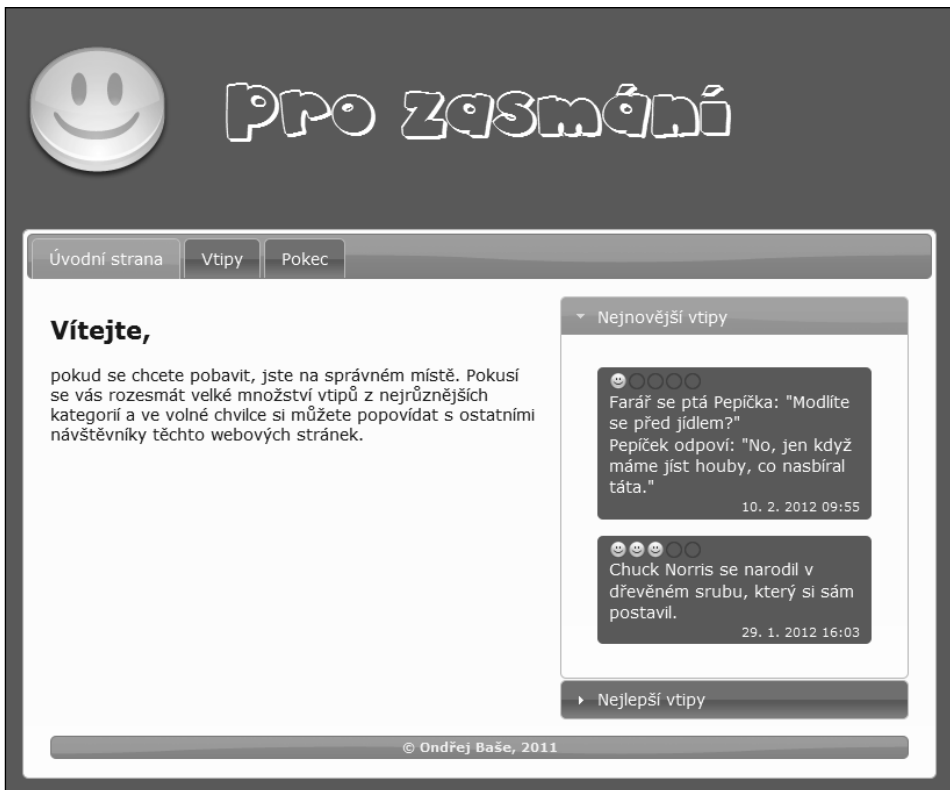 Pro zasmání
Úvodní strana
Vtipy
Pokec
Vítejte,
pokud se chcete pobavit, jste na správném místě. Pokusí
se vás rozesmát velké množství vtipů z nejrůznějších
kategorií a ve volné chvilce si můžete popovídat s ostatními
návštěvníky těchto webových stránek.
Nejnovější vtipy
Farář se ptá Pepíčka: "Modlíte
se před jídlem?"
Pepíček odpoví: "No, jen když
máme jíst houby, co nasbíral
táta."
10. 2. 2012 09:55
Chuck Norris se narodil v
dřevěném srubu, který si sám
postavil.
29. 1. 2012 16:03
Nejlepší vtipy
© Ondřej Baše, 2011